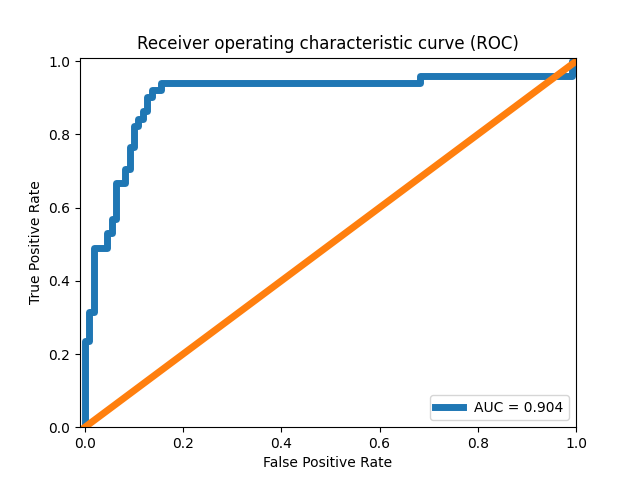 Receiver operating characteristic curve (ROC)
True Positive Rate
1.0
0.8
0.6
0.4
0.2
0.0
AUC = 0.904
0.0 0.2 0.4 0.6 0.8 1.0
False Positive Rate